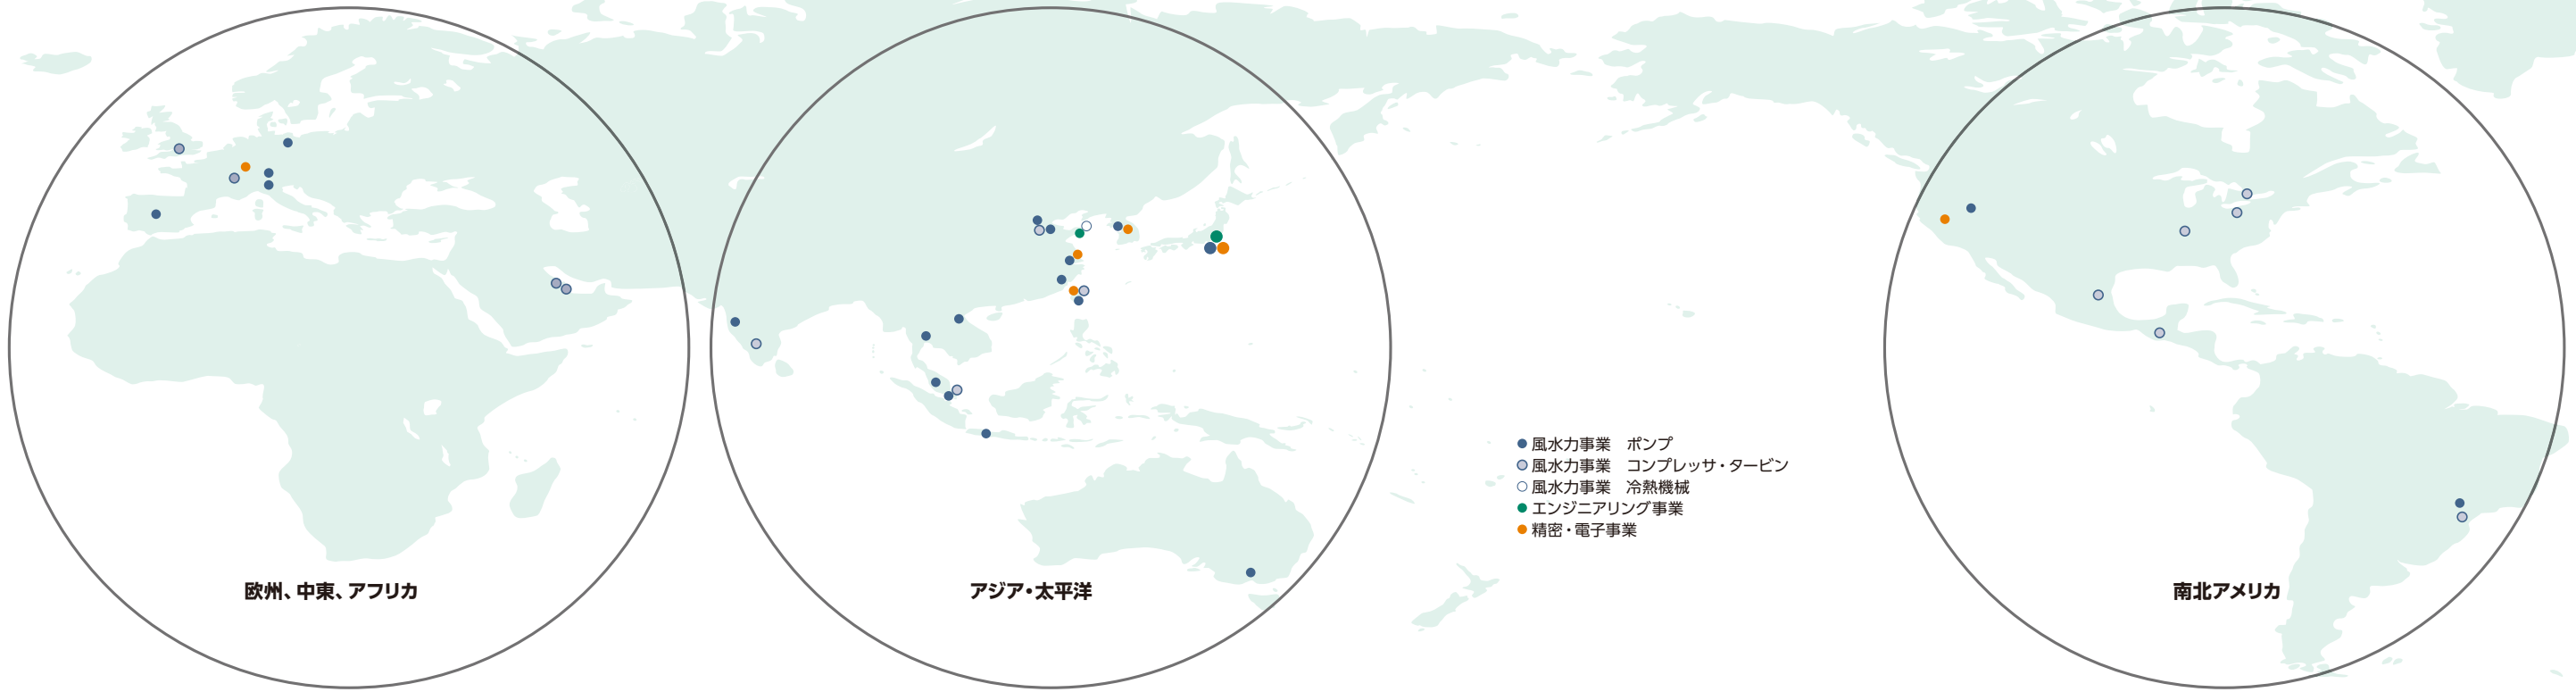 風水力事業　ポンプ
風水力事業　コンプレッサ・タービン
風水力事業　冷熱機械
エンジニアリング事業
精密・電子事業
欧州、中東、アフリカ
アジア・太平洋
南北アメリカ